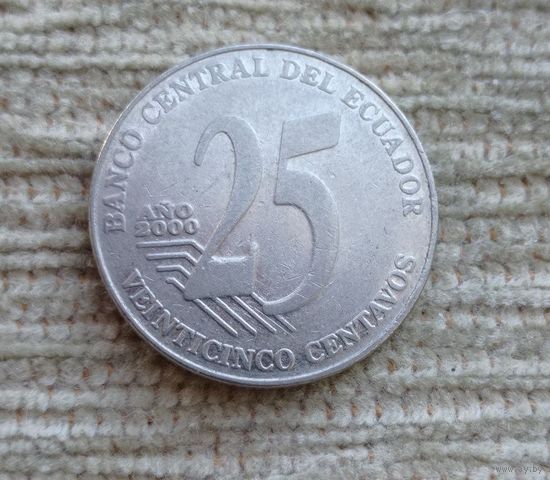 BANCO CENTRAL DEL ECUADOR
25
AÑO
2000
VEINTICINCO CENTAVOS